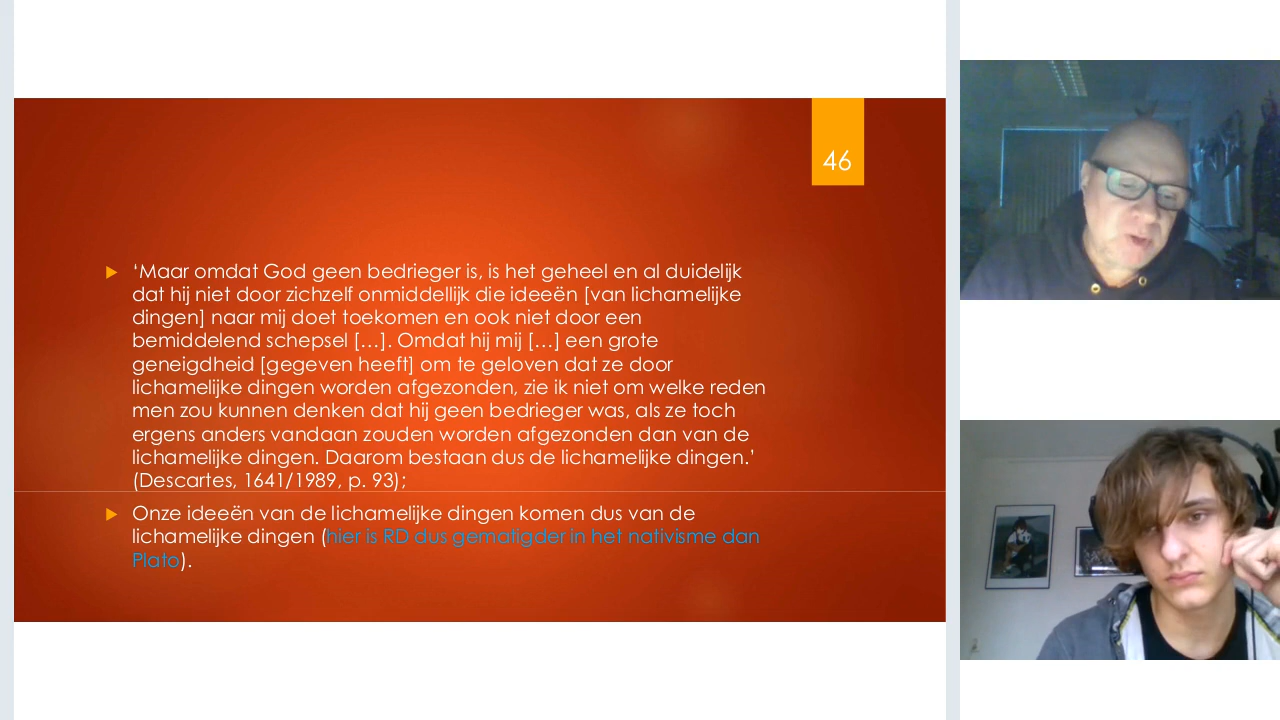 46
‘Maar omdat God geen bedrieger is, is het geheel en al duidelijk
dat hij niet door zichzelf onmiddellijk die ideeën [van lichamelijke
dingen] naar mij doet toekomen en ook niet door een
bemiddelend schepsel […]. Omdat hij mij […] een grote
geneigdheid [gegeven heeft] om te geloven dat ze door
lichamelijke dingen worden afgezonden, zie ik niet om welke reden
men zou kunnen denken dat hij geen bedrieger was, als ze toch
ergens anders vandaan zouden worden afgezonden dan van de
lichamelijke dingen. Daarom bestaan dus de lichamelijke dingen.’
(Descartes, 1641/1989, p. 93);
Onze ideeën van de lichamelijke dingen komen dus van de
lichamelijke dingen (hier is RD dus gematigder in het nativisme dan
Plato).